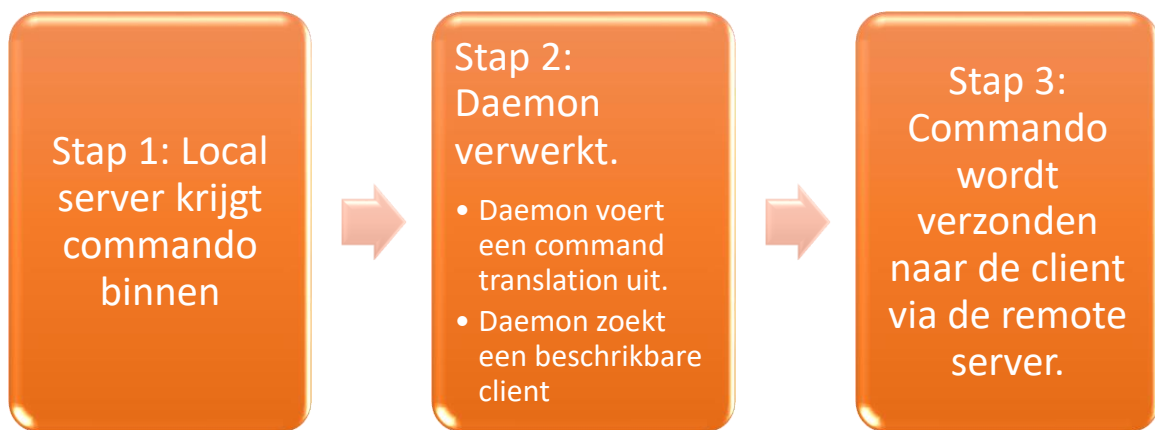 Stap 1: Local
server krijgt
commando
binnen
Stap 2:
Daemon
verwerkt.
• Daemon voert
een command
translation uit.
• Daemon zoekt
een beschrikbare
client
Stap 3:
Commando
wordt
verzonden
naar de client
via de remote
server.